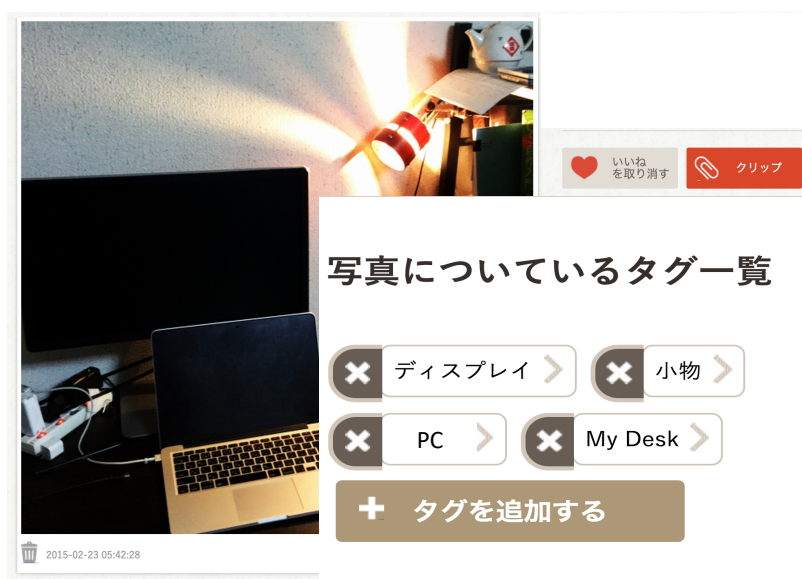 いいね
を取り消す
クリップ
写真についているタグ一覧
ディスプレイ
小物
PC
My Desk
タグを追加する
2015-02-23 05:42:28